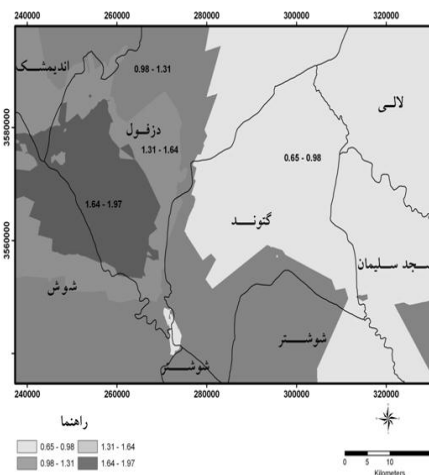 240000 260000 280000 300000 320000
اندیمشک
0.98 - 1.31
لالی
3580000
3580000
دزفول
1.31 - 1.64
0.65 - 0.98
1.64 - 1.97
گتوند
3560000
3560000
سجد سلیمان
شوش
شوشتر
شوشتر
240000 260000 280000 300000 320000
راهنما
0.65 - 0.98 1.31 - 1.64
0.98 - 1.31 1.64 - 1.97
0 5 10
Kilometers